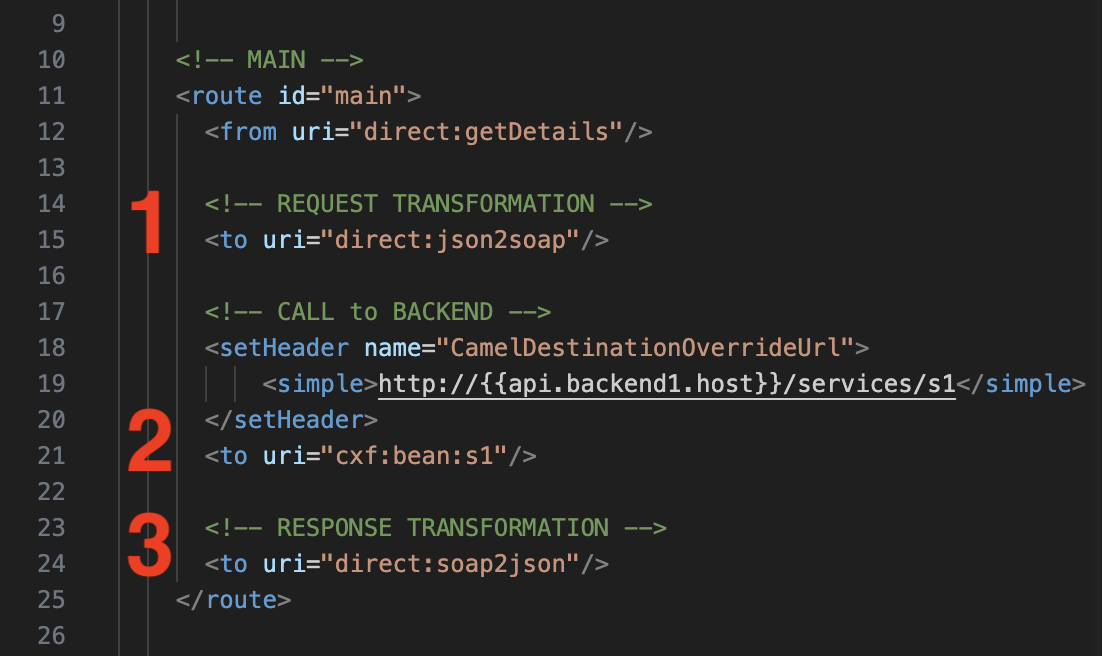 9
10 <!-- MAIN -->
11 <route id="main">
12 <from uri="direct:getDetails"/>
13
1
14 <!-- REQUEST TRANSFORMATION -->
15 <to uri="direct:json2soap"/>
16
17 <!-- CALL to BACKEND -->
18 <setHeader name="CamelDestinationOverrideUrl">
19 <simple>http://{{api.backend1.host}}/services/s1</simple>
20 </setHeader>
2
21 <to uri="cxf:bean:s1"/>
22
3
23 <!-- RESPONSE TRANSFORMATION -->
24 <to uri="direct:soap2json"/>
25 </route>
26